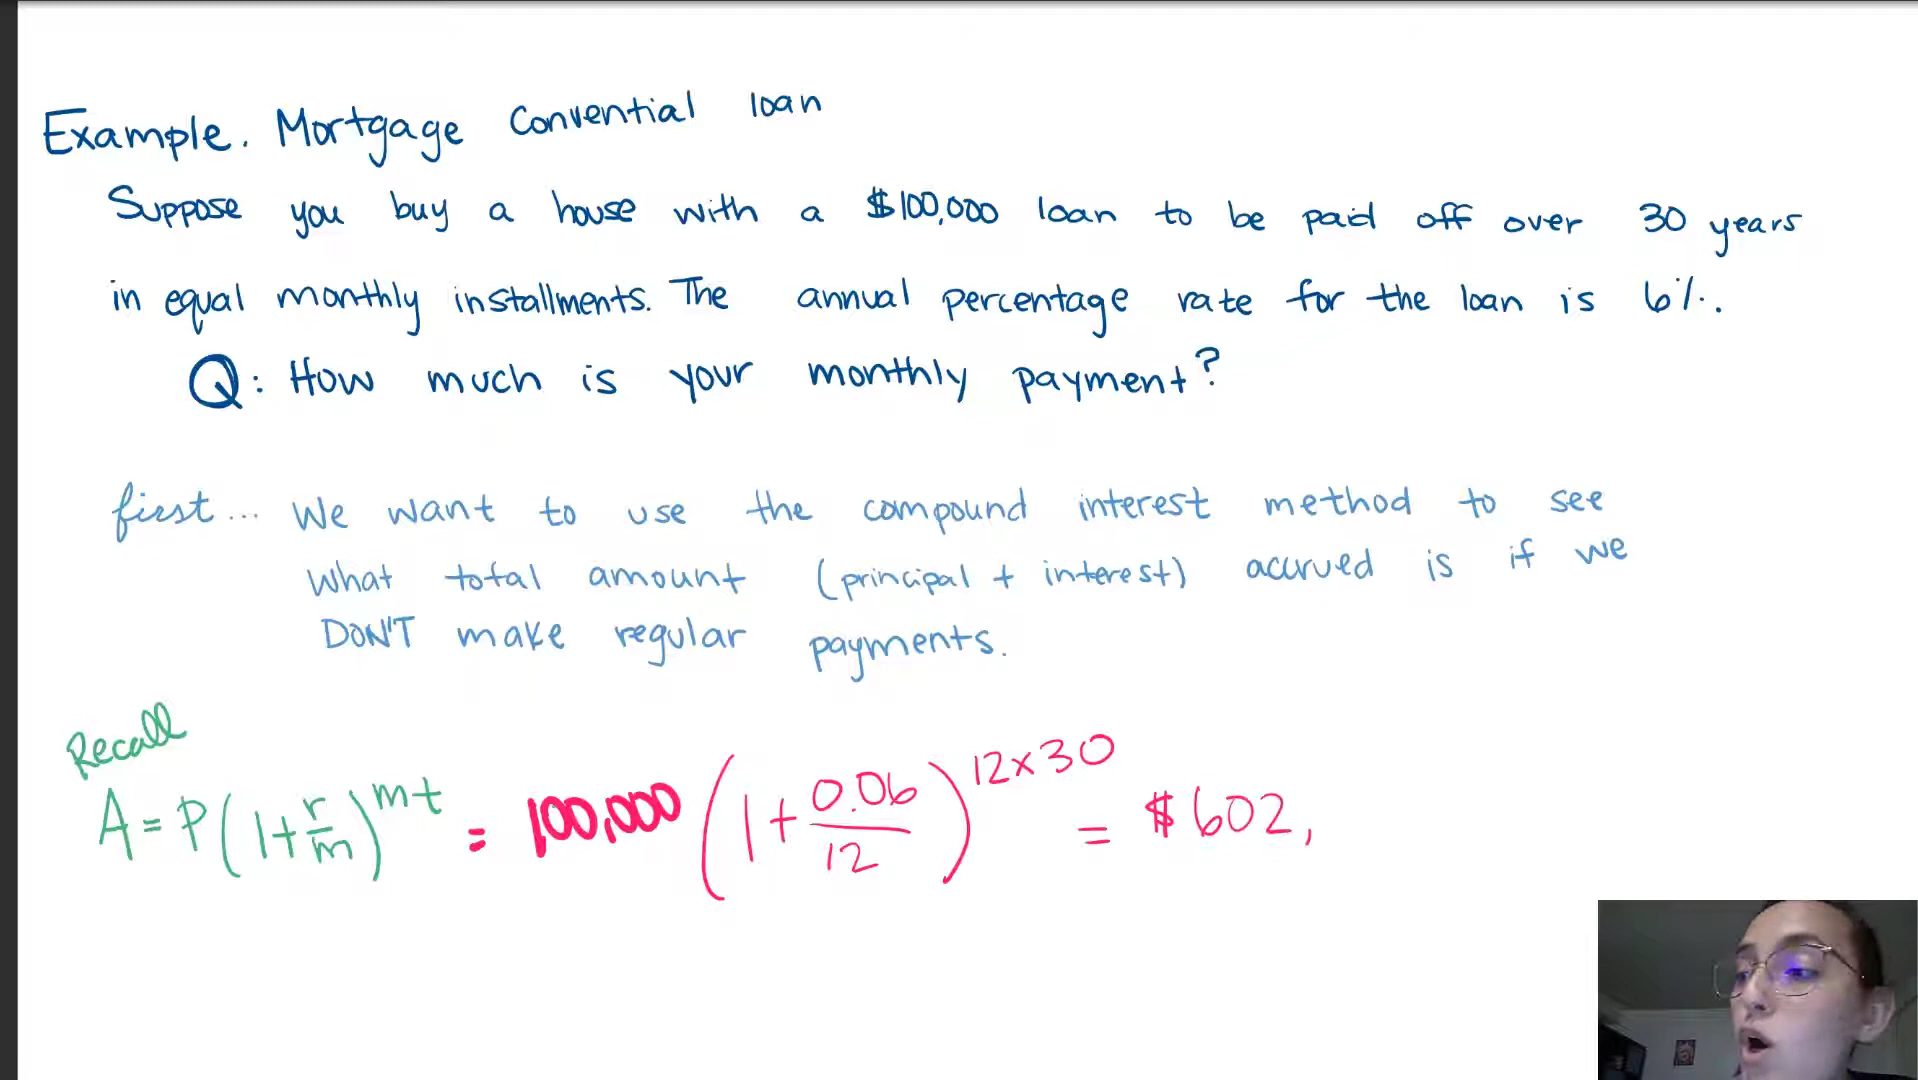 Example. Mortgage Convential loan
Suppose you buy a house with a $100,000 loan to be paid off over 30 years
in equal monthly installments. The annual percentage rate for the loan is 6%.
Q: How much is your monthly payment?
first... We want to use the compound interest method to see
what total amount (principal + interest) accrued is if we
DON'T make regular payments.
Recall
A = P(1+r/m)^mt = 100,000 (1+0.06/12)^12x30 = $602,